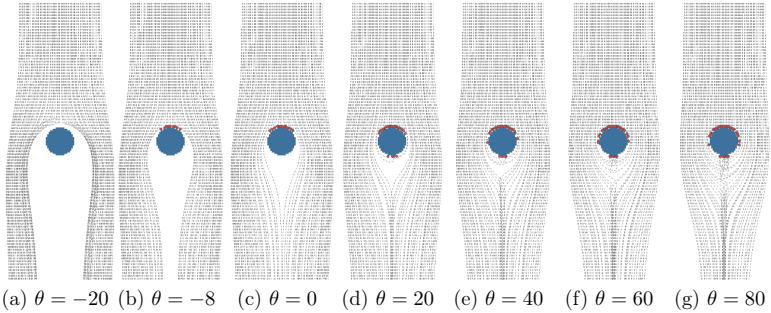 (a) θ = −20 (b) θ = −8 (c) θ = 0 (d) θ = 20 (e) θ = 40 (f) θ = 60 (g) θ = 80